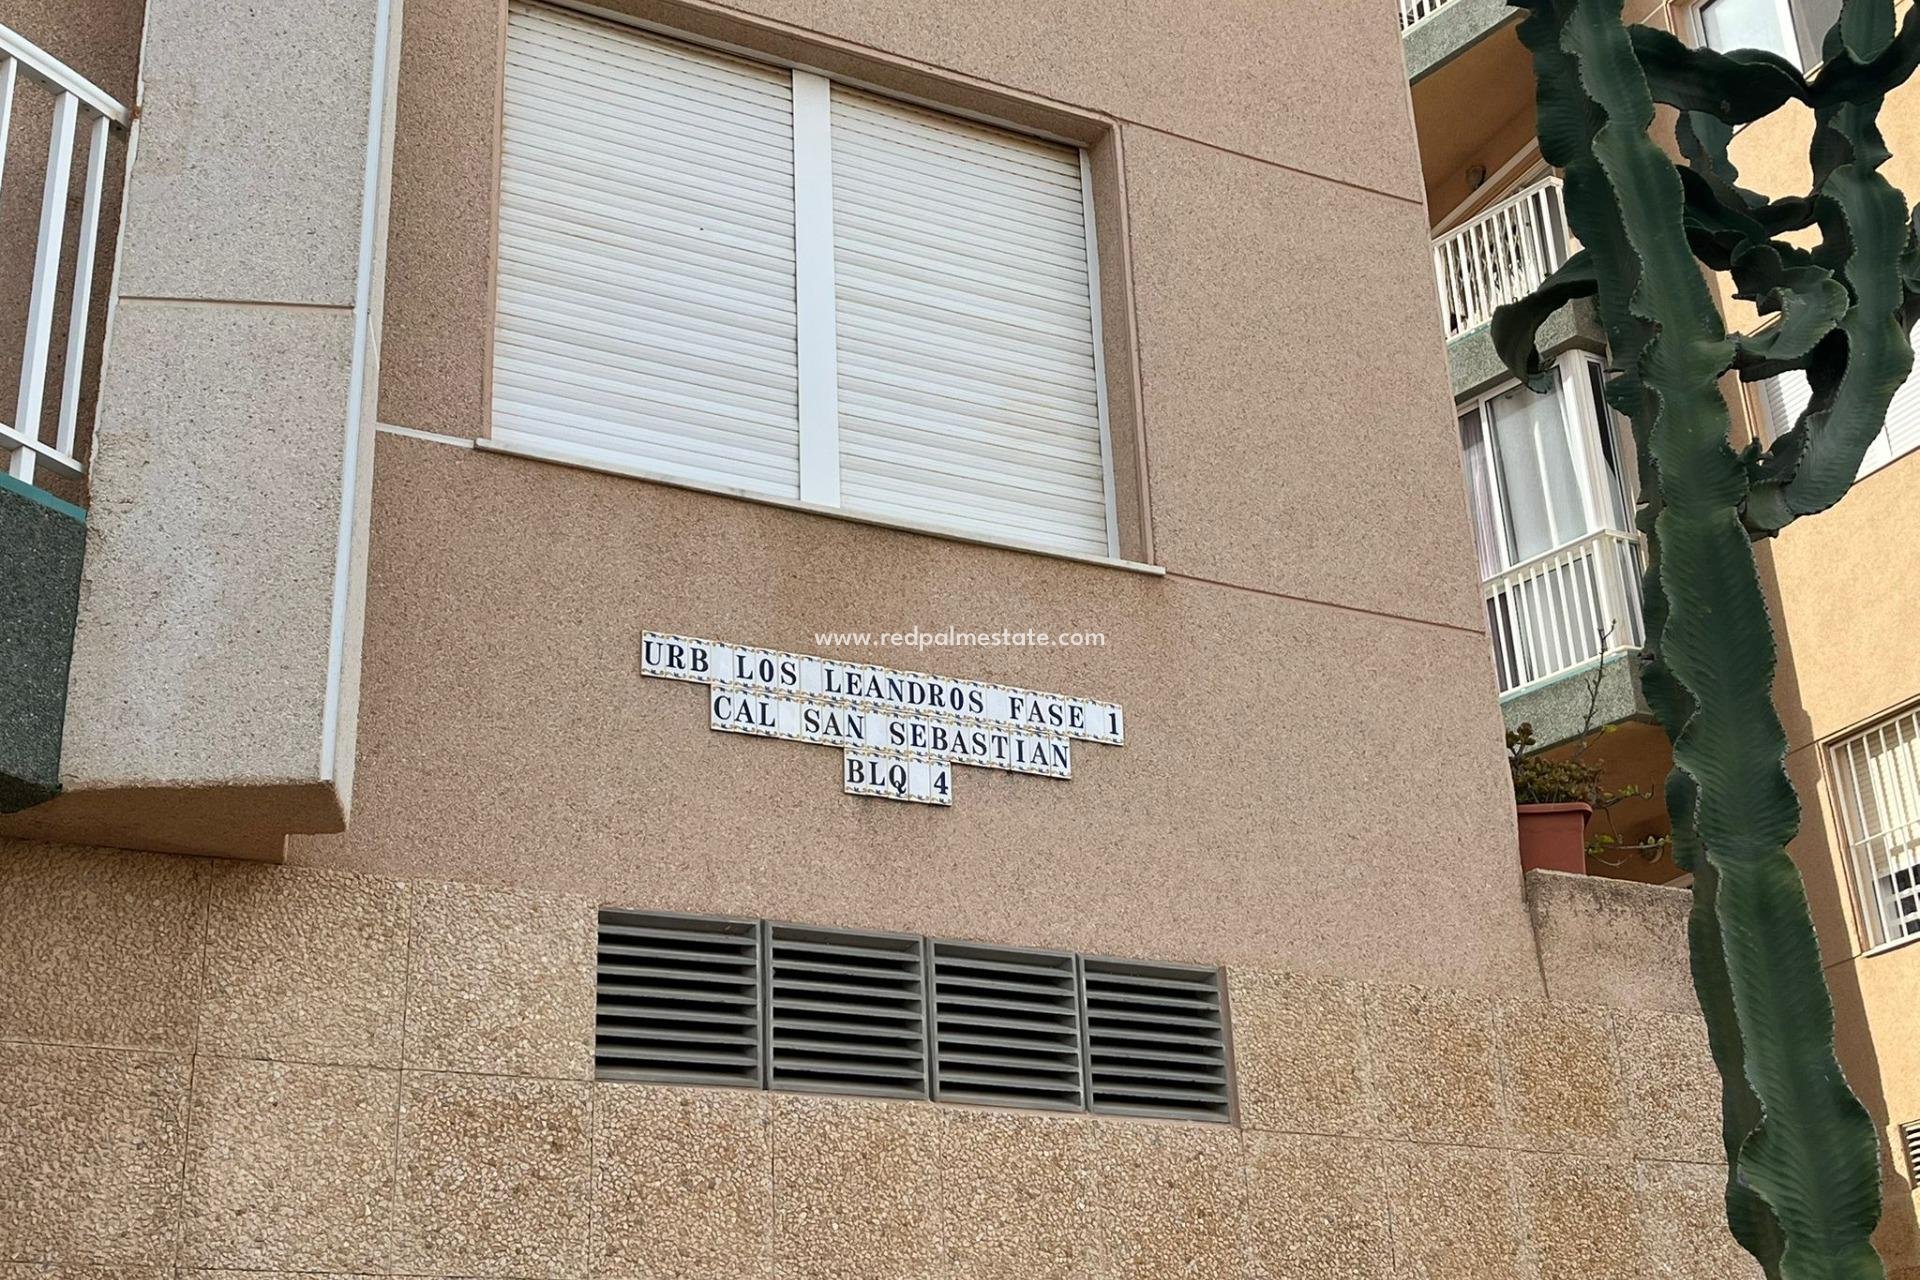 www.redpalmestate.com
URB LOS LEANDROS FASE 1
CAL SAN SEBASTIAN
BLQ 4